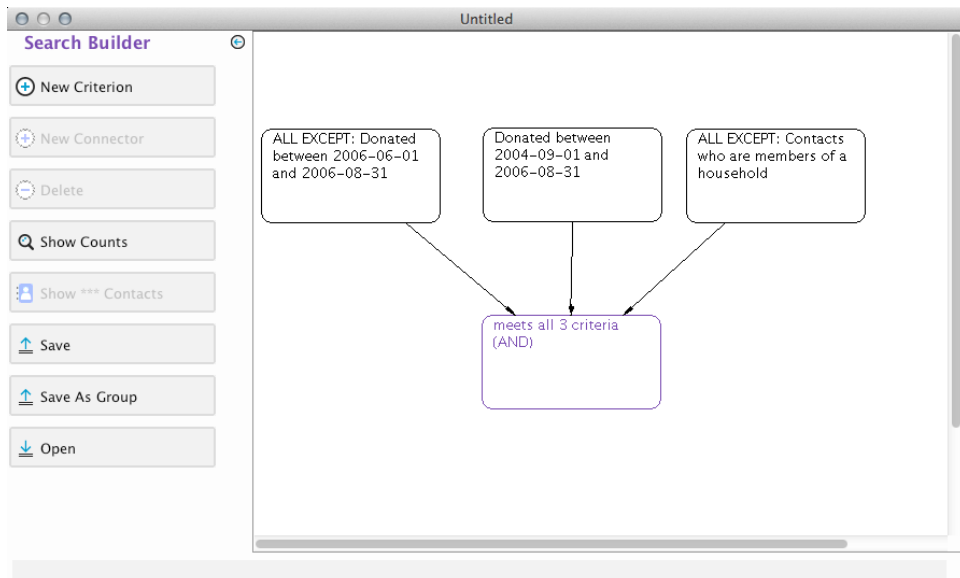 Untitled
Search Builder
New Criterion
New Connector
Delete
Show Counts
Show *** Contacts
Save
Save As Group
Open
ALL EXCEPT: Donated
between 2006-06-01
and 2006-08-31
Donated between
2004-09-01 and
2006-08-31
ALL EXCEPT: Contacts
who are members of a
household
meets all 3 criteria
(AND)